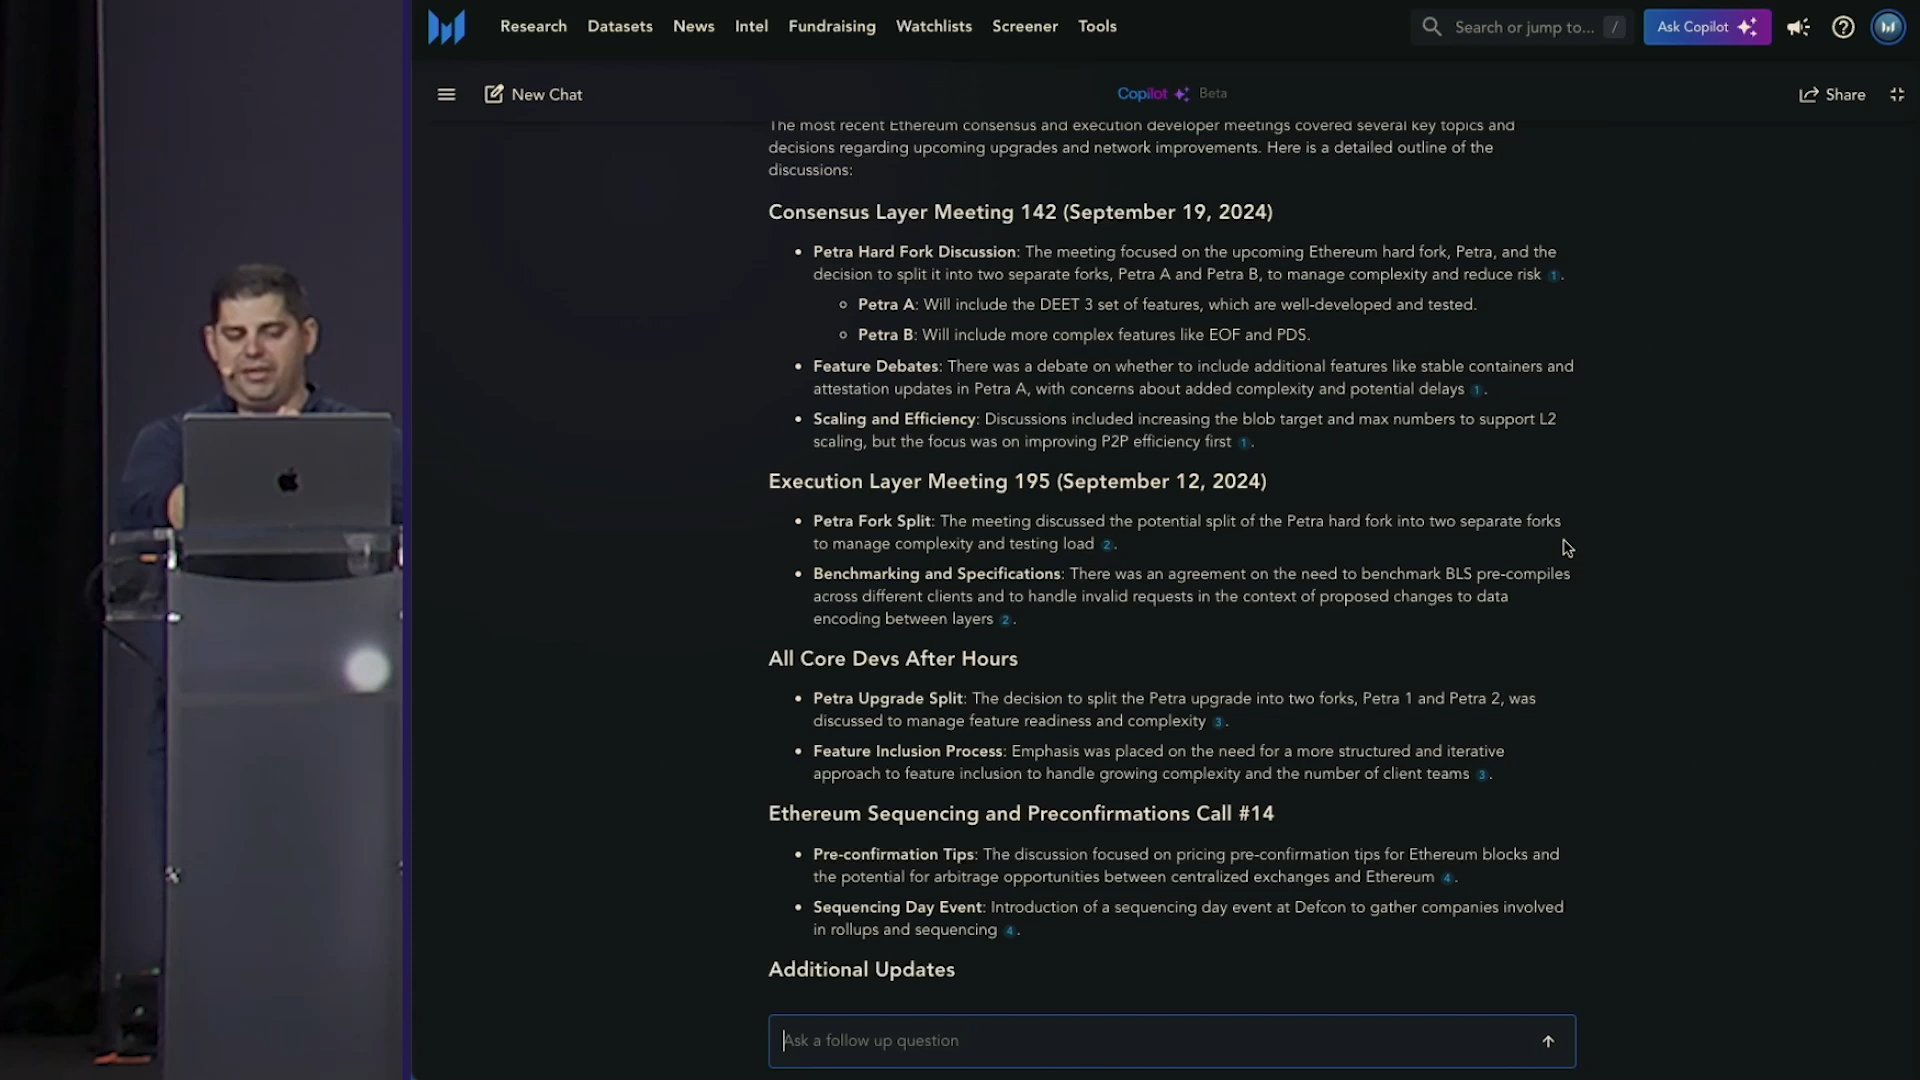 Research Datasets News Intel Fundraising Watchlists Screener Tools Search or jump to... / Ask Copilot
New Chat Copilot Beta Share
The most recent Ethereum consensus and execution developer meetings covered several key topics and
decisions regarding upcoming upgrades and network improvements. Here is a detailed outline of the
discussions:
Consensus Layer Meeting 142 (September 19, 2024)
• Petra Hard Fork Discussion: The meeting focused on the upcoming Ethereum hard fork, Petra, and the
decision to split it into two separate forks, Petra A and Petra B, to manage complexity and reduce risk 1.
◦ Petra A: Will include the DEET 3 set of features, which are well-developed and tested.
◦ Petra B: Will include more complex features like EOF and PDS.
• Feature Debates: There was a debate on whether to include additional features like stable containers and
attestation updates in Petra A, with concerns about added complexity and potential delays 1.
• Scaling and Efficiency: Discussions included increasing the blob target and max numbers to support L2
scaling, but the focus was on improving P2P efficiency first 1.
Execution Layer Meeting 195 (September 12, 2024)
• Petra Fork Split: The meeting discussed the potential split of the Petra hard fork into two separate forks
to manage complexity and testing load 2.
• Benchmarking and Specifications: There was an agreement on the need to benchmark BLS pre-compiles
across different clients and to handle invalid requests in the context of proposed changes to data
encoding between layers 2.
All Core Devs After Hours
• Petra Upgrade Split: The decision to split the Petra upgrade into two forks, Petra 1 and Petra 2, was
discussed to manage feature readiness and complexity 3.
• Feature Inclusion Process: Emphasis was placed on the need for a more structured and iterative
approach to feature inclusion to handle growing complexity and the number of client teams 3.
Ethereum Sequencing and Preconfirmations Call #14
• Pre-confirmation Tips: The discussion focused on pricing pre-confirmation tips for Ethereum blocks and
the potential for arbitrage opportunities between centralized exchanges and Ethereum 4.
• Sequencing Day Event: Introduction of a sequencing day event at Defcon to gather companies involved
in rollups and sequencing 4.
Additional Updates
Ask a follow up question